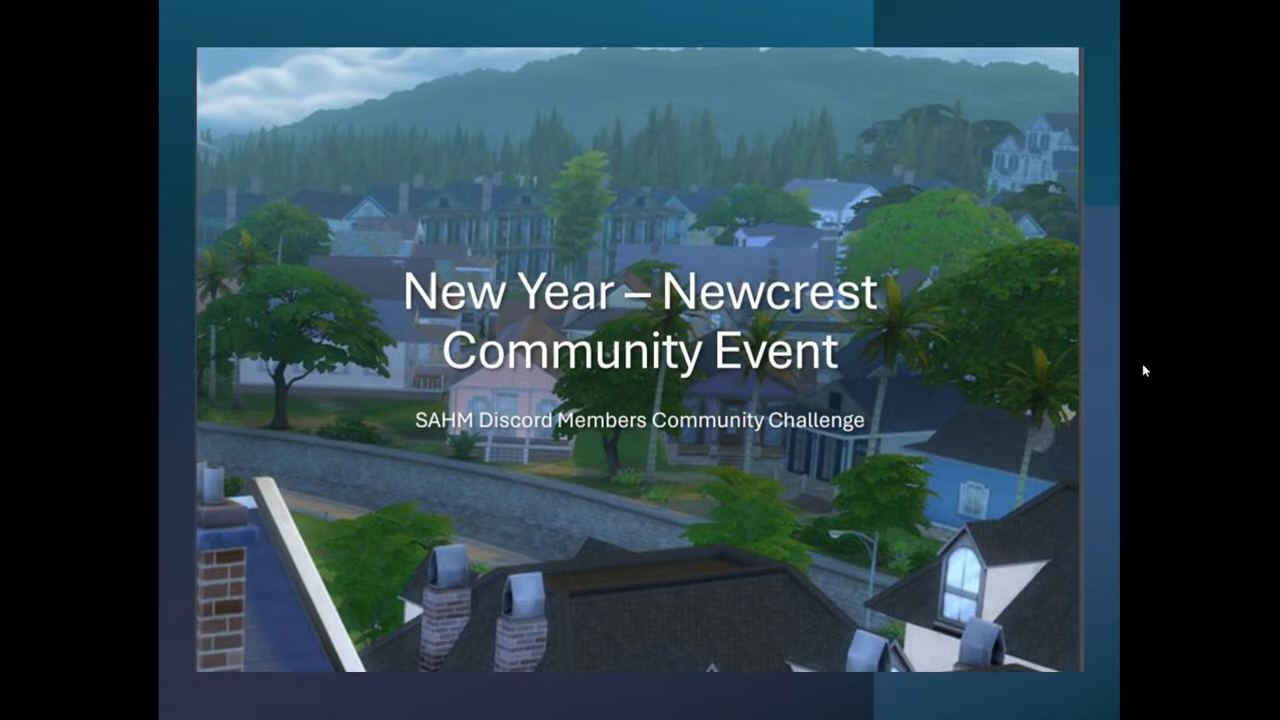 New Year – Newcrest
Community Event
SAHM Discord Members Community Challenge